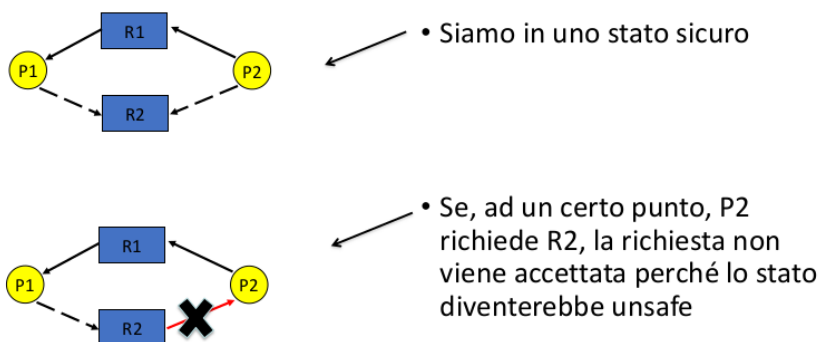 R1
• Siamo in uno stato sicuro
P1
P2
R2
• Se, ad un certo punto, P2
richiede R2, la richiesta non
viene accettata perché lo stato
diventerebbe unsafe
R1
P1
P2
R2